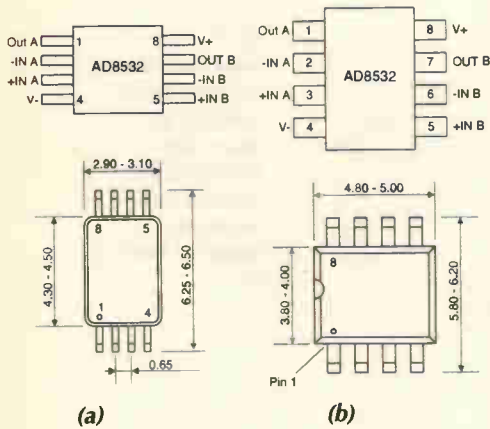 Out A
1
8
V+
-IN A
OUT B
AD8532
+IN A
-IN B
V-
4
5
+IN B
Out A
1
8
V+
-IN A
2
AD8532
7
OUT B
+IN A
3
6
-IN B
V-
4
5
+IN B
2.90 - 3.10
8
5
4.30 - 4.50
6.25 - 6.50
1
4
0.65
(a)
4.80 - 5.00
8
3.80 - 4.00
5.80 - 6.20
Pin 1
(b)